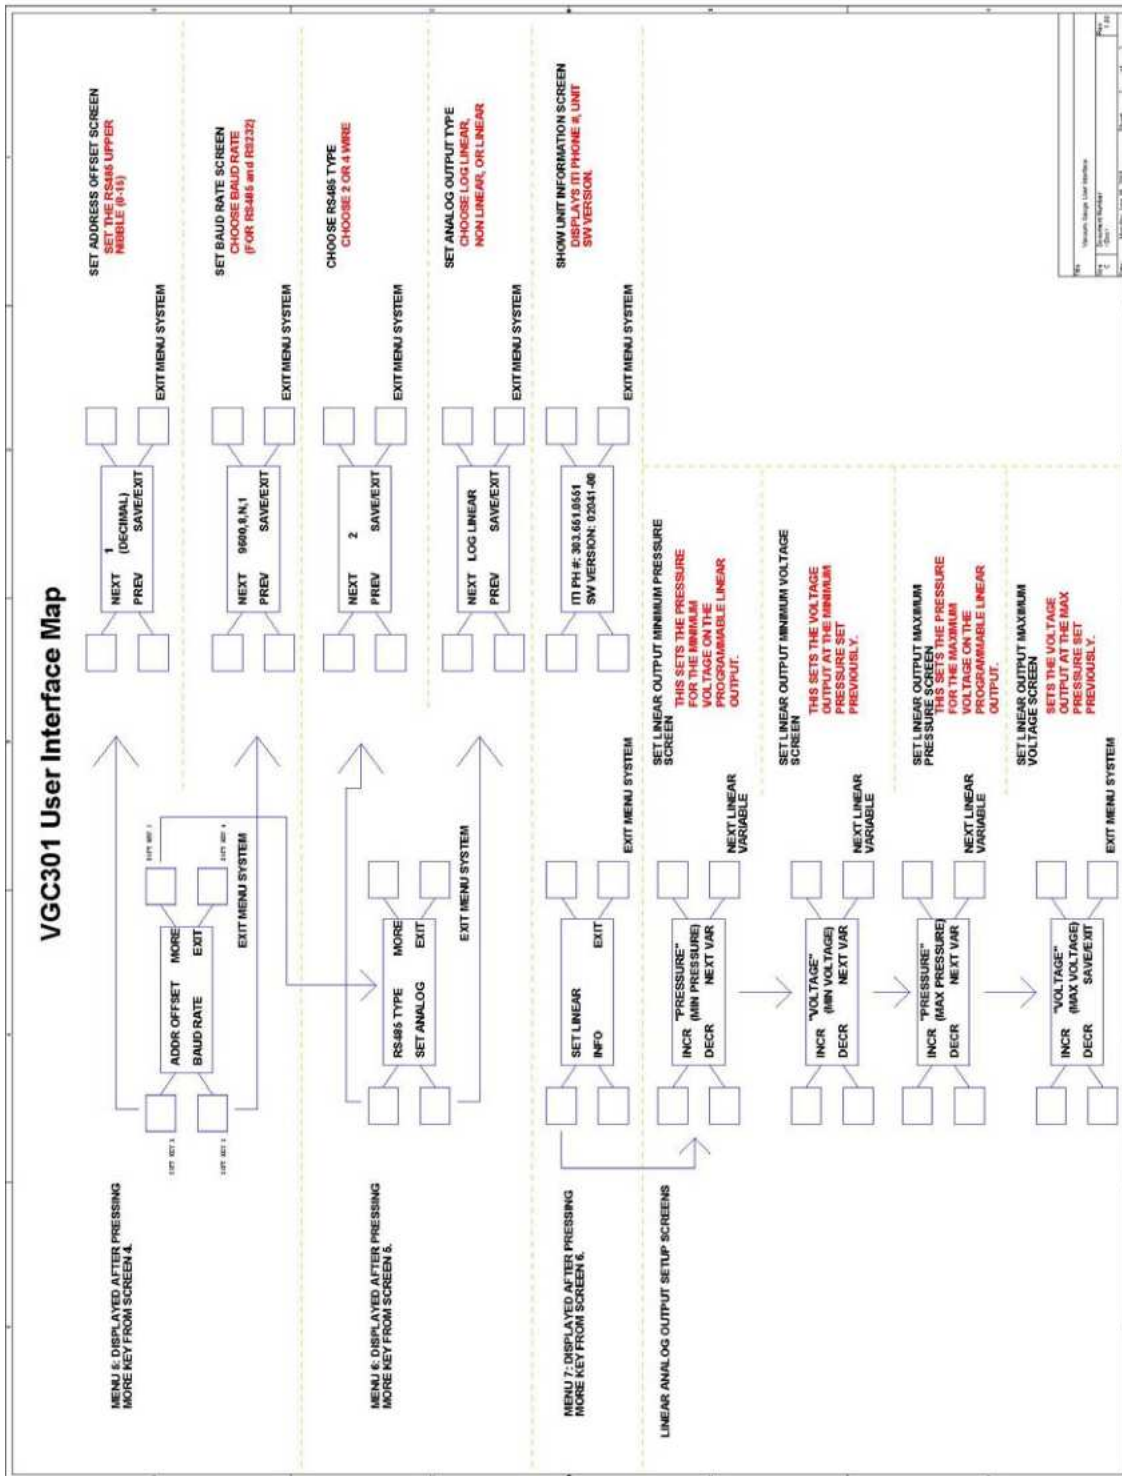 VGC301 User Interface Map
MENU 5: DISPLAYED AFTER PRESSING
MORE KEY FROM SCREEN 4.
ADDR OFFSET MORE
BAUD RATE EXIT
EXIT MENU SYSTEM
NEXT 1
(DECIMAL)
PREV SAVE/EXIT
EXIT MENU SYSTEM
SET ADDRESS OFFSET SCREEN
SET THE RS485 UPPER
NIBBLE (0-15)
NEXT 9600,8,N,1
PREV SAVE/EXIT
EXIT MENU SYSTEM
SET BAUD RATE SCREEN
CHOOSE BAUD RATE
(FOR RS485 and RS232)
MENU 6: DISPLAYED AFTER PRESSING
MORE KEY FROM SCREEN 5.
RS485 TYPE MORE
SET ANALOG EXIT
EXIT MENU SYSTEM
NEXT 2
PREV SAVE/EXIT
EXIT MENU SYSTEM
CHOOSE RS485 TYPE
CHOOSE 2 OR 4 WIRE
NEXT LOG LINEAR
PREV SAVE/EXIT
EXIT MENU SYSTEM
SET ANALOG OUTPUT TYPE
CHOOSE LOG LINEAR,
NON LINEAR, OR LINEAR
MENU 7: DISPLAYED AFTER PRESSING
MORE KEY FROM SCREEN 6.
SET LINEAR
INFO EXIT
EXIT MENU SYSTEM
ITI PH #: 303.651.0551
SW VERSION: 02041-00
EXIT MENU SYSTEM
SHOW UNIT INFORMATION SCREEN
DISPLAYS ITI PHONE #, UNIT
SW VERSION.
LINEAR ANALOG OUTPUT SETUP SCREENS
INCR "PRESSURE"
(MIN PRESSURE)
DECR NEXT VAR
NEXT LINEAR
VARIABLE
SET LINEAR OUTPUT MINIMUM PRESSURE
SCREEN
THIS SETS THE PRESSURE
FOR THE MINIMUM
VOLTAGE ON THE
PROGRAMMABLE LINEAR
OUTPUT.
INCR "VOLTAGE"
(MIN VOLTAGE)
DECR NEXT VAR
NEXT LINEAR
VARIABLE
SET LINEAR OUTPUT MINIMUM VOLTAGE
SCREEN
THIS SETS THE VOLTAGE
OUTPUT AT THE MINIMUM
PRESSURE SET
PREVIOUSLY.
INCR "PRESSURE"
(MAX PRESSURE)
DECR NEXT VAR
NEXT LINEAR
VARIABLE
SET LINEAR OUTPUT MAXIMUM
PRESSURE SCREEN
THIS SETS THE PRESSURE
FOR THE MAXIMUM
VOLTAGE ON THE
PROGRAMMABLE LINEAR
OUTPUT.
INCR "VOLTAGE"
(MAX VOLTAGE)
DECR SAVE/EXIT
EXIT MENU SYSTEM
SET LINEAR OUTPUT MAXIMUM
VOLTAGE SCREEN
SETS THE VOLTAGE
OUTPUT AT THE MAX
PRESSURE SET
PREVIOUSLY.
Title
Vacuum Gauge User Interface
Size
Document Number
Rev